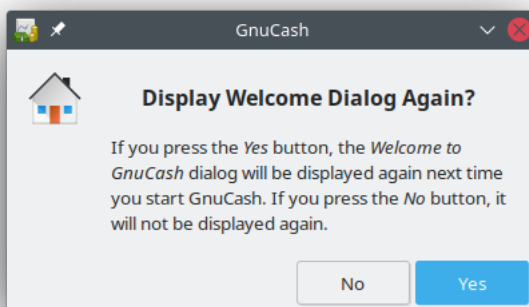 GnuCash
Display Welcome Dialog Again?
If you press the Yes button, the Welcome to
GnuCash dialog will be displayed again next time
you start GnuCash. If you press the No button, it
will not be displayed again.
No
Yes